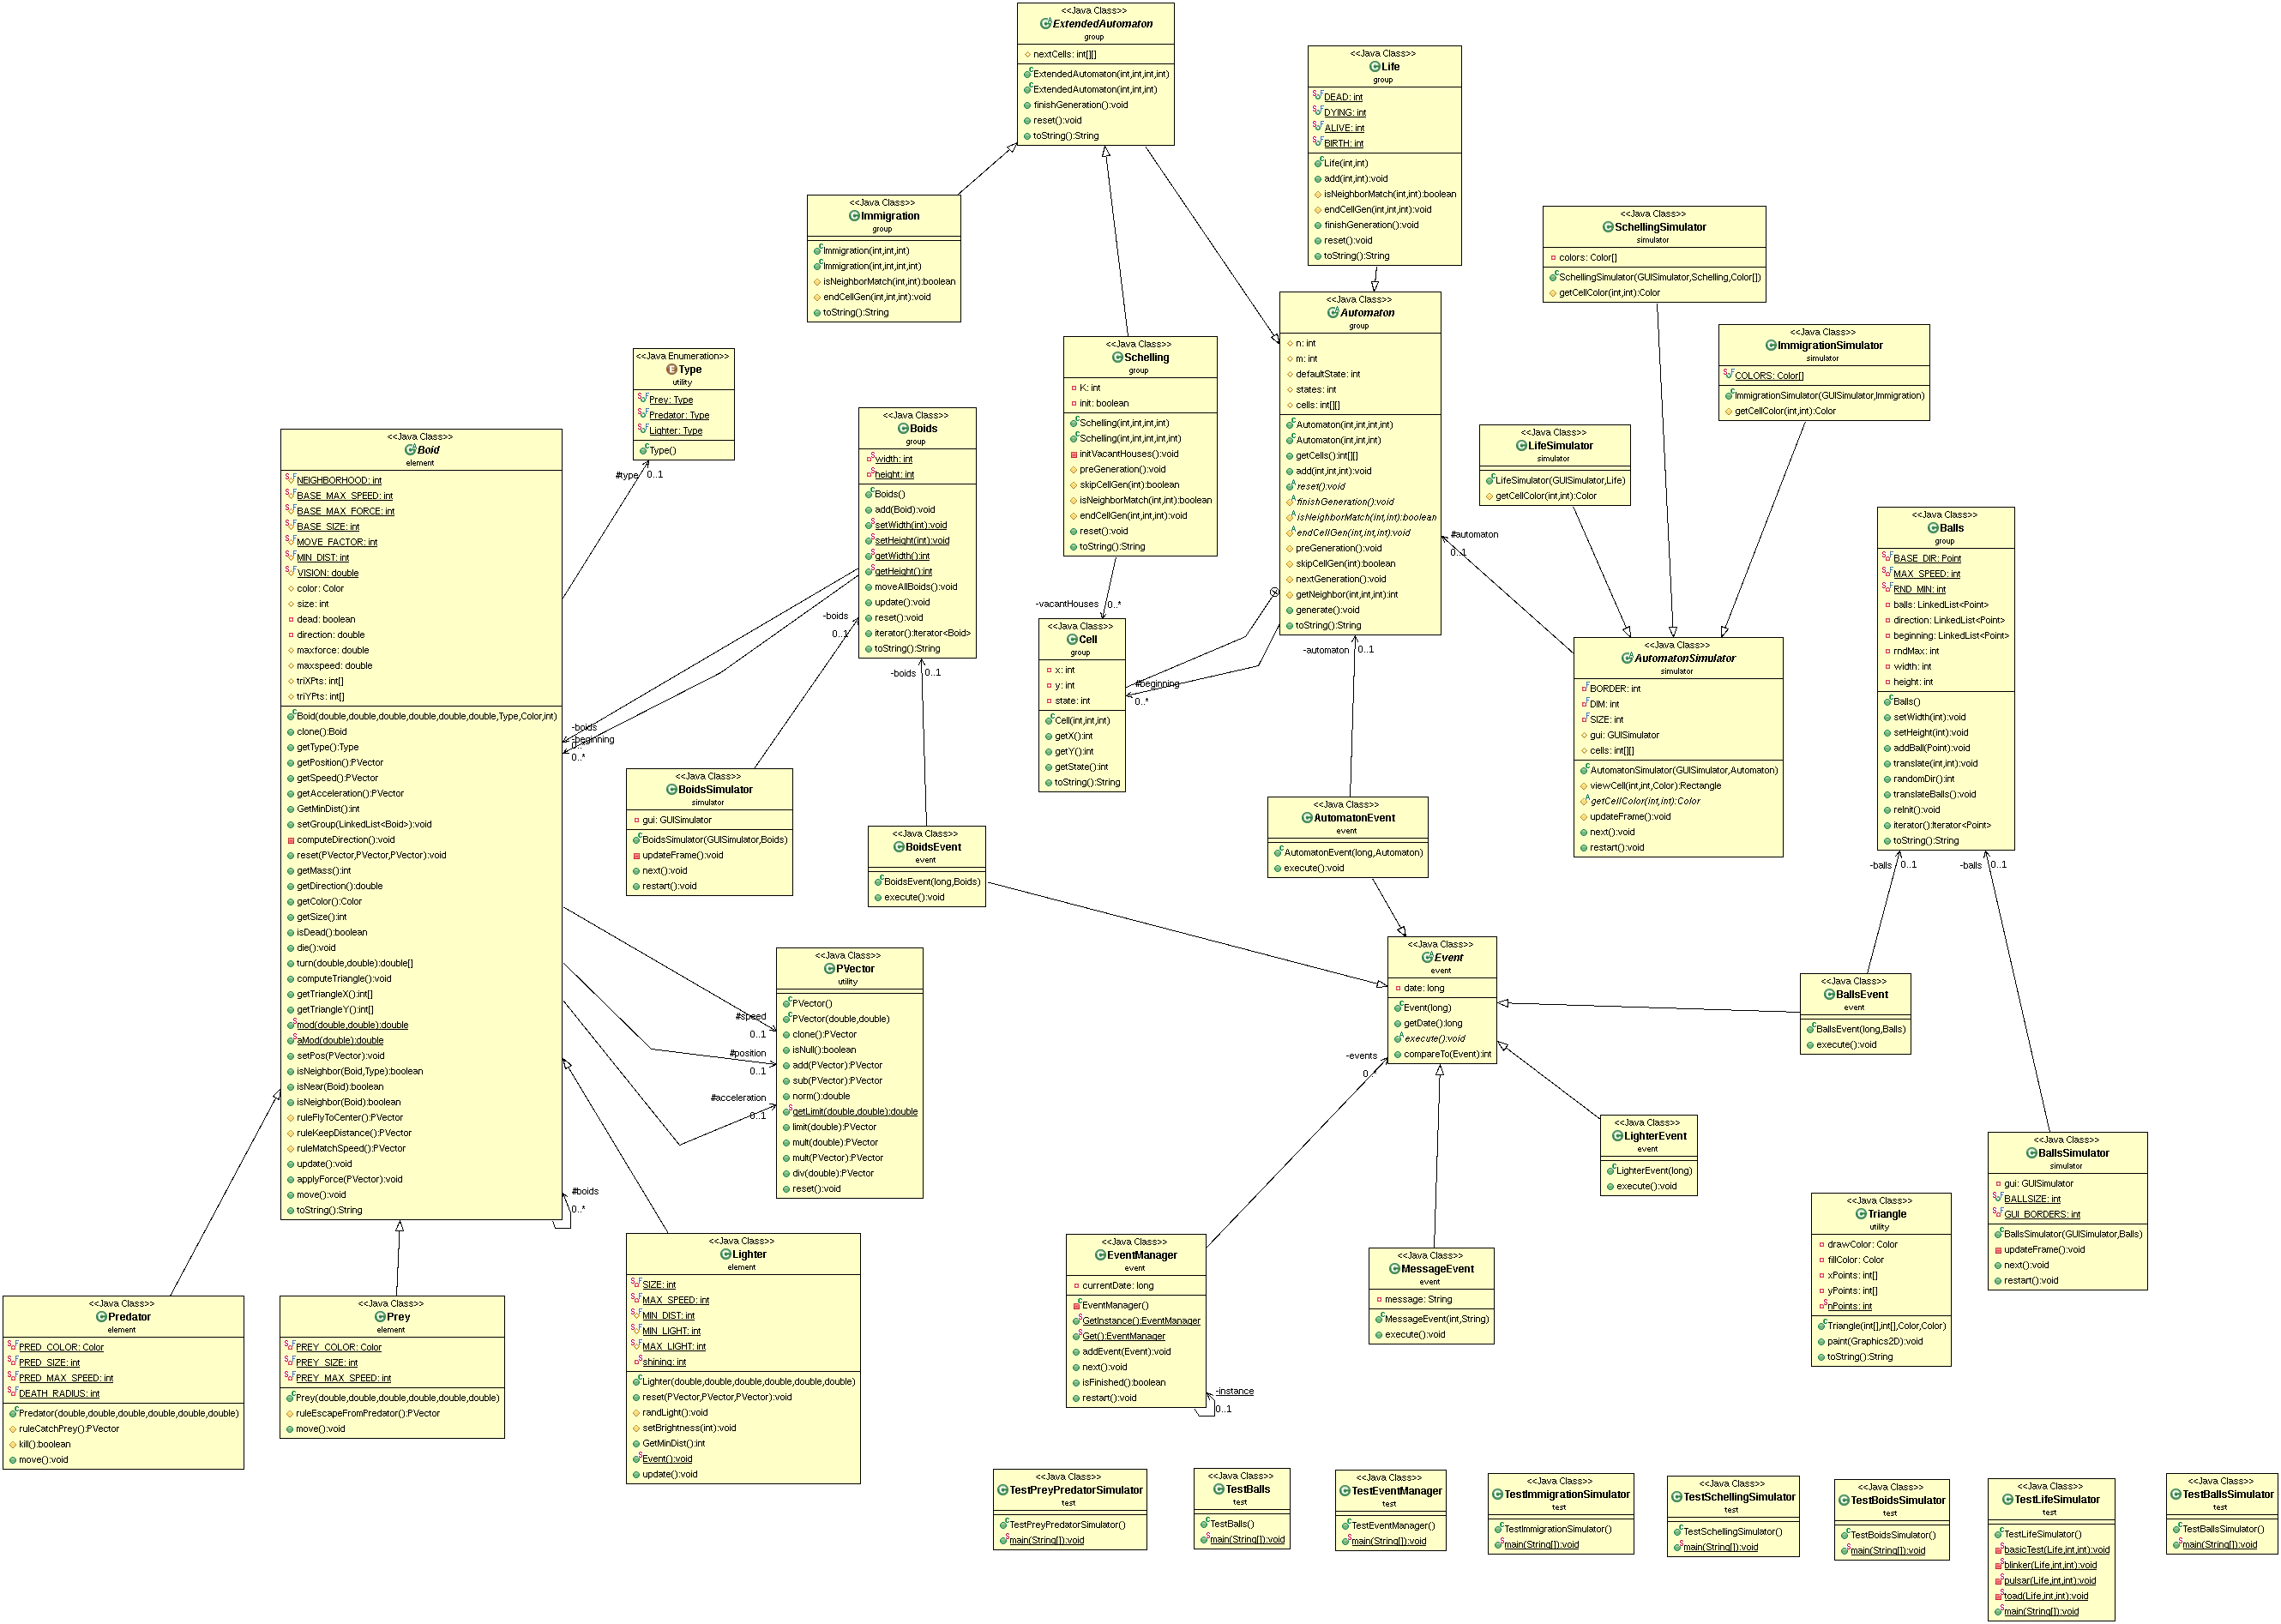 <<Java Class>>
ExtendedAutomaton
group
nextCells: int[][]
ExtendedAutomaton(int,int,int,int)
ExtendedAutomaton(int,int,int)
finishGeneration():void
reset():void
toString():String
<<Java Class>>
Life
group
DEAD: int
DYING: int
ALIVE: int
BIRTH: int
Life(int,int)
add(int,int):void
isNeighborMatch(int,int):boolean
endCellGen(int,int,int):void
finishGeneration():void
reset():void
toString():String
<<Java Class>>
Immigration
group
Immigration(int,int,int)
Immigration(int,int,int,int)
isNeighborMatch(int,int):boolean
endCellGen(int,int,int):void
toString():String
<<Java Class>>
SchellingSimulator
simulator
colors: Color[]
SchellingSimulator(GUISimulator,Schelling,Color[])
getCellColor(int,int):Color
<<Java Class>>
Automaton
group
n: int
m: int
defaultState: int
states: int
cells: int[][]
Automaton(int,int,int,int)
Automaton(int,int,int)
getCells():int[][]
add(int,int,int):void
reset():void
finishGeneration():void
isNeighborMatch(int,int):boolean
endCellGen(int,int,int):void
preGeneration():void
skipCellGen(int):boolean
nextGeneration():void
getNeighbor(int,int,int):int
generate():void
toString():String
<<Java Class>>
ImmigrationSimulator
simulator
COLORS: Color[]
ImmigrationSimulator(GUISimulator,Immigration)
getCellColor(int,int):Color
<<Java Class>>
Schelling
group
K: int
init: boolean
Schelling(int,int,int,int)
Schelling(int,int,int,int,int)
initVacantHouses():void
preGeneration():void
skipCellGen(int):boolean
isNeighborMatch(int,int):boolean
endCellGen(int,int,int):void
reset():void
toString():String
<<Java Enumeration>>
Type
utility
Prey: Type
Predator: Type
Lighter: Type
Type()
#type
0..1
<<Java Class>>
Boids
group
width: int
height: int
Boids()
add(Boid):void
setWidth(int):void
setHeight(int):void
getWidth():int
getHeight():int
moveAllBoids():void
update():void
reset():void
iterator():Iterator<Boid>
toString():String
<<Java Class>>
LifeSimulator
simulator
LifeSimulator(GUISimulator,Life)
getCellColor(int,int):Color
<<Java Class>>
Boid
element
NEIGHBORHOOD: int
BASE_MAX_SPEED: int
BASE_MAX_FORCE: int
BASE_SIZE: int
MOVE_FACTOR: int
MIN_DIST: int
VISION: double
color: Color
size: int
dead: boolean
direction: double
maxforce: double
maxspeed: double
triXPts: int[]
triYPts: int[]
Boid(double,double,double,double,double,double,Type,Color,int)
clone():Boid
getType():Type
getPosition():PVector
getSpeed():PVector
getAcceleration():PVector
GetMinDist():int
setGroup(LinkedList<Boid>):void
computeDirection():void
reset(PVector,PVector,PVector):void
getMass():int
getDirection():double
getColor():Color
getSize():int
isDead():boolean
die():void
turn(double,double):double[]
computeTriangle():void
getTriangleX():int[]
getTriangleY():int[]
mod(double,double):double
aMod(double):double
setPos(PVector):void
isNeighbor(Boid,Type):boolean
isNear(Boid):boolean
isNeighbor(Boid):boolean
ruleFlyToCenter():PVector
ruleKeepDistance():PVector
ruleMatchSpeed():PVector
update():void
applyForce(PVector):void
move():void
toString():String
#boids
0..*
-boids
-beginning
0..*
<<Java Class>>
Balls
group
BASE_DIR: Point
MAX_SPEED: int
RND_MIN: int
balls: LinkedList<Point>
direction: LinkedList<Point>
beginning: LinkedList<Point>
rndMax: int
width: int
height: int
Balls()
setWidth(int):void
setHeight(int):void
addBall(Point):void
translate(int,int):void
randomDir():int
translateBalls():void
reInit():void
iterator():Iterator<Point>
toString():String
#automaton
0..1
-vacantHouses
0..*
-boids
0..1
-boids
0..1
<<Java Class>>
Cell
group
x: int
y: int
state: int
Cell(int,int,int)
getX():int
getY():int
getState():int
toString():String
#beginning
0..*
-automaton
0..1
<<Java Class>>
AutomatonSimulator
simulator
BORDER: int
DIM: int
SIZE: int
gui: GUISimulator
cells: int[][]
AutomatonSimulator(GUISimulator,Automaton)
viewCell(int,int,Color):Rectangle
getCellColor(int,int):Color
updateFrame():void
next():void
restart():void
<<Java Class>>
BoidsSimulator
simulator
gui: GUISimulator
BoidsSimulator(GUISimulator,Boids)
updateFrame():void
next():void
restart():void
<<Java Class>>
BoidsEvent
event
BoidsEvent(long,Boids)
execute():void
<<Java Class>>
AutomatonEvent
event
AutomatonEvent(long,Automaton)
execute():void
-balls
0..1
-balls
0..1
<<Java Class>>
PVector
utility
PVector()
PVector(double,double)
clone():PVector
isNull():boolean
add(PVector):PVector
sub(PVector):PVector
norm():double
getLimit(double,double):double
limit(double):PVector
mult(double):PVector
mult(PVector):PVector
div(double):PVector
reset():void
#speed
0..1
#position
0..1
#acceleration
0..1
<<Java Class>>
Event
event
date: long
Event(long)
getDate():long
execute():void
compareTo(Event):int
-events
0..*
<<Java Class>>
BallsEvent
event
BallsEvent(long,Balls)
execute():void
<<Java Class>>
LighterEvent
event
LighterEvent(long)
execute():void
<<Java Class>>
BallsSimulator
simulator
gui: GUISimulator
BALLSIZE: int
GUI_BORDERS: int
BallsSimulator(GUISimulator,Balls)
updateFrame():void
next():void
restart():void
<<Java Class>>
Triangle
utility
drawColor: Color
fillColor: Color
xPoints: int[]
yPoints: int[]
nPoints: int
Triangle(int[],int[],Color,Color)
paint(Graphics2D):void
toString():String
<<Java Class>>
Lighter
element
SIZE: int
MAX_SPEED: int
MIN_DIST: int
MIN_LIGHT: int
MAX_LIGHT: int
shining: int
Lighter(double,double,double,double,double,double)
reset(PVector,PVector,PVector):void
randLight():void
setBrightness(int):void
GetMinDist():int
Event():void
update():void
<<Java Class>>
EventManager
event
currentDate: long
EventManager()
GetInstance():EventManager
Get():EventManager
addEvent(Event):void
next():void
isFinished():boolean
restart():void
-instance
0..1
<<Java Class>>
MessageEvent
event
message: String
MessageEvent(int,String)
execute():void
<<Java Class>>
Predator
element
PRED_COLOR: Color
PRED_SIZE: int
PRED_MAX_SPEED: int
DEATH_RADIUS: int
Predator(double,double,double,double,double,double)
ruleCatchPrey():PVector
kill():boolean
move():void
<<Java Class>>
Prey
element
PREY_COLOR: Color
PREY_SIZE: int
PREY_MAX_SPEED: int
Prey(double,double,double,double,double,double)
ruleEscapeFromPredator():PVector
move():void
<<Java Class>>
TestPreyPredatorSimulator
test
TestPreyPredatorSimulator()
main(String[]):void
<<Java Class>>
TestBalls
test
TestBalls()
main(String[]):void
<<Java Class>>
TestEventManager
test
TestEventManager()
main(String[]):void
<<Java Class>>
TestImmigrationSimulator
test
TestImmigrationSimulator()
main(String[]):void
<<Java Class>>
TestSchellingSimulator
test
TestSchellingSimulator()
main(String[]):void
<<Java Class>>
TestBoidsSimulator
test
TestBoidsSimulator()
main(String[]):void
<<Java Class>>
TestLifeSimulator
test
TestLifeSimulator()
basicTest(Life,int,int):void
blinker(Life,int,int):void
pulsar(Life,int,int):void
toad(Life,int,int):void
main(String[]):void
<<Java Class>>
TestBallsSimulator
test
TestBallsSimulator()
main(String[]):void